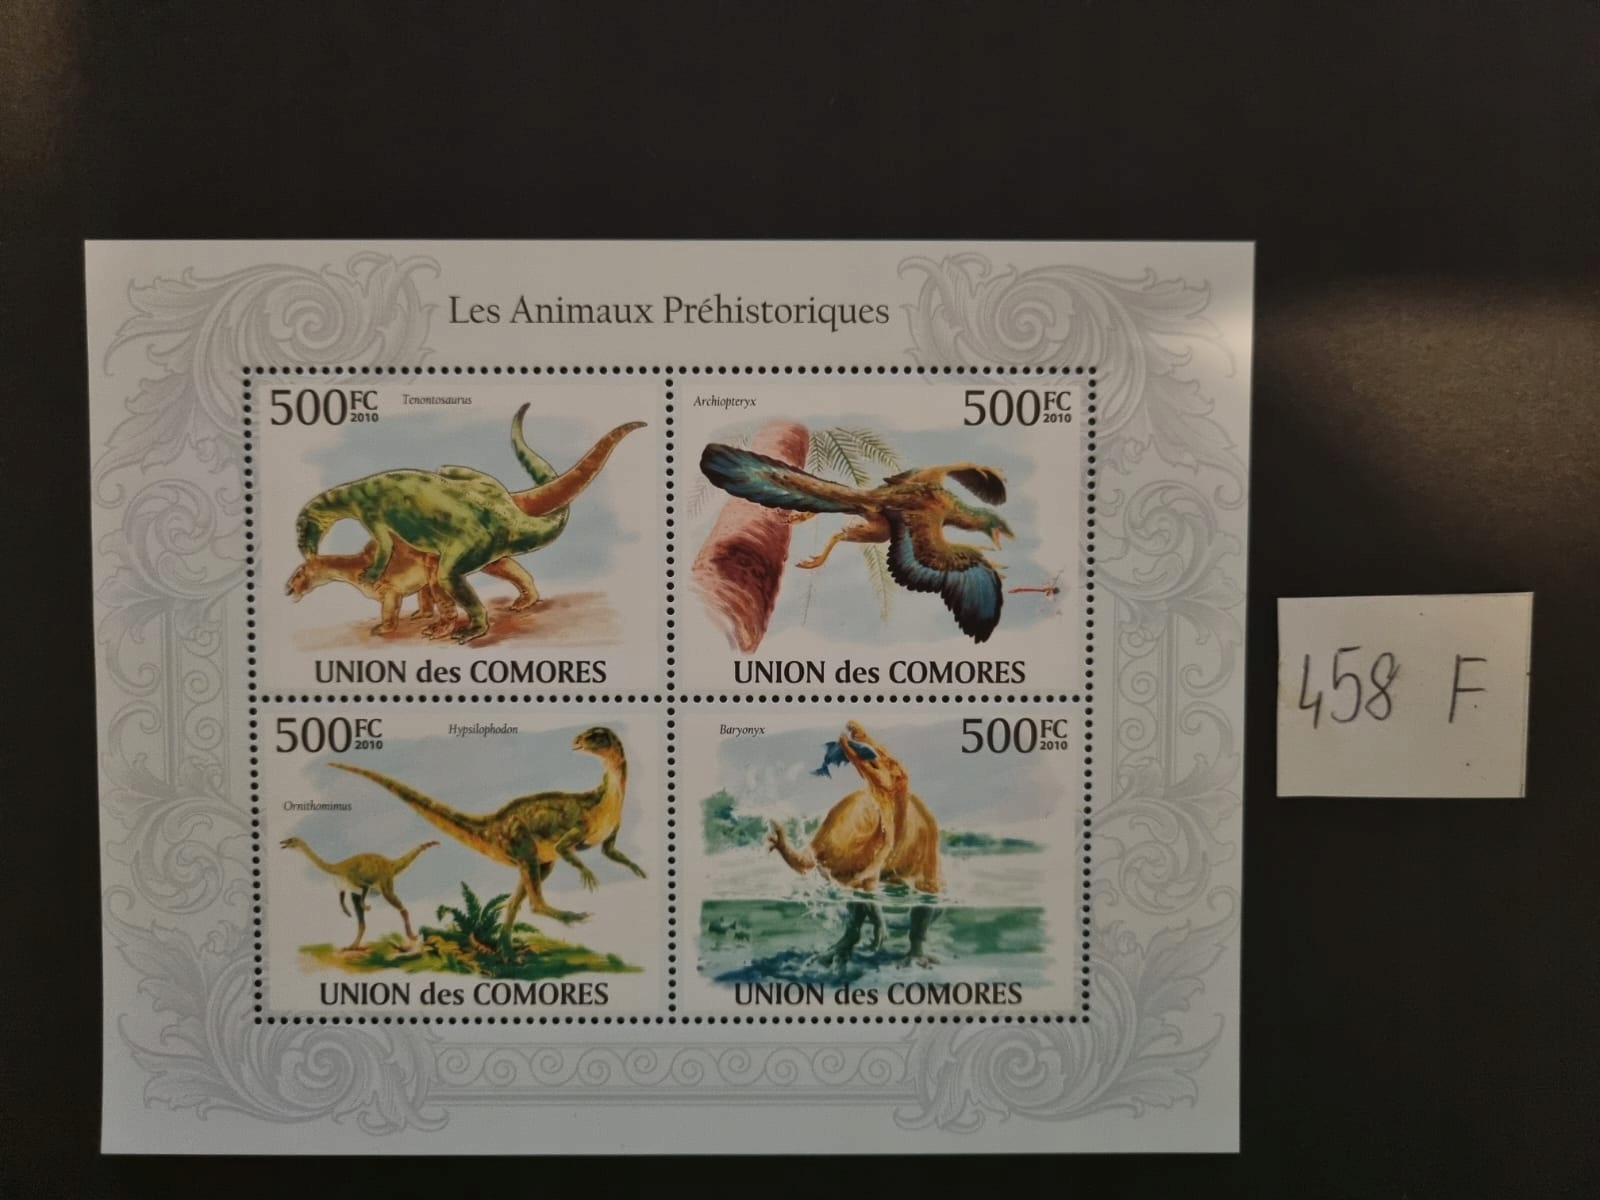 Les Animaux Préhistoriques
500FC 2010
Tenontosaurus
UNION des COMORES
Archiopteryx
500FC 2010
UNION des COMORES
500FC 2010
Hypsilophodon
Ornithomimus
UNION des COMORES
Baryonyx
500FC 2010
UNION des COMORES
458 F